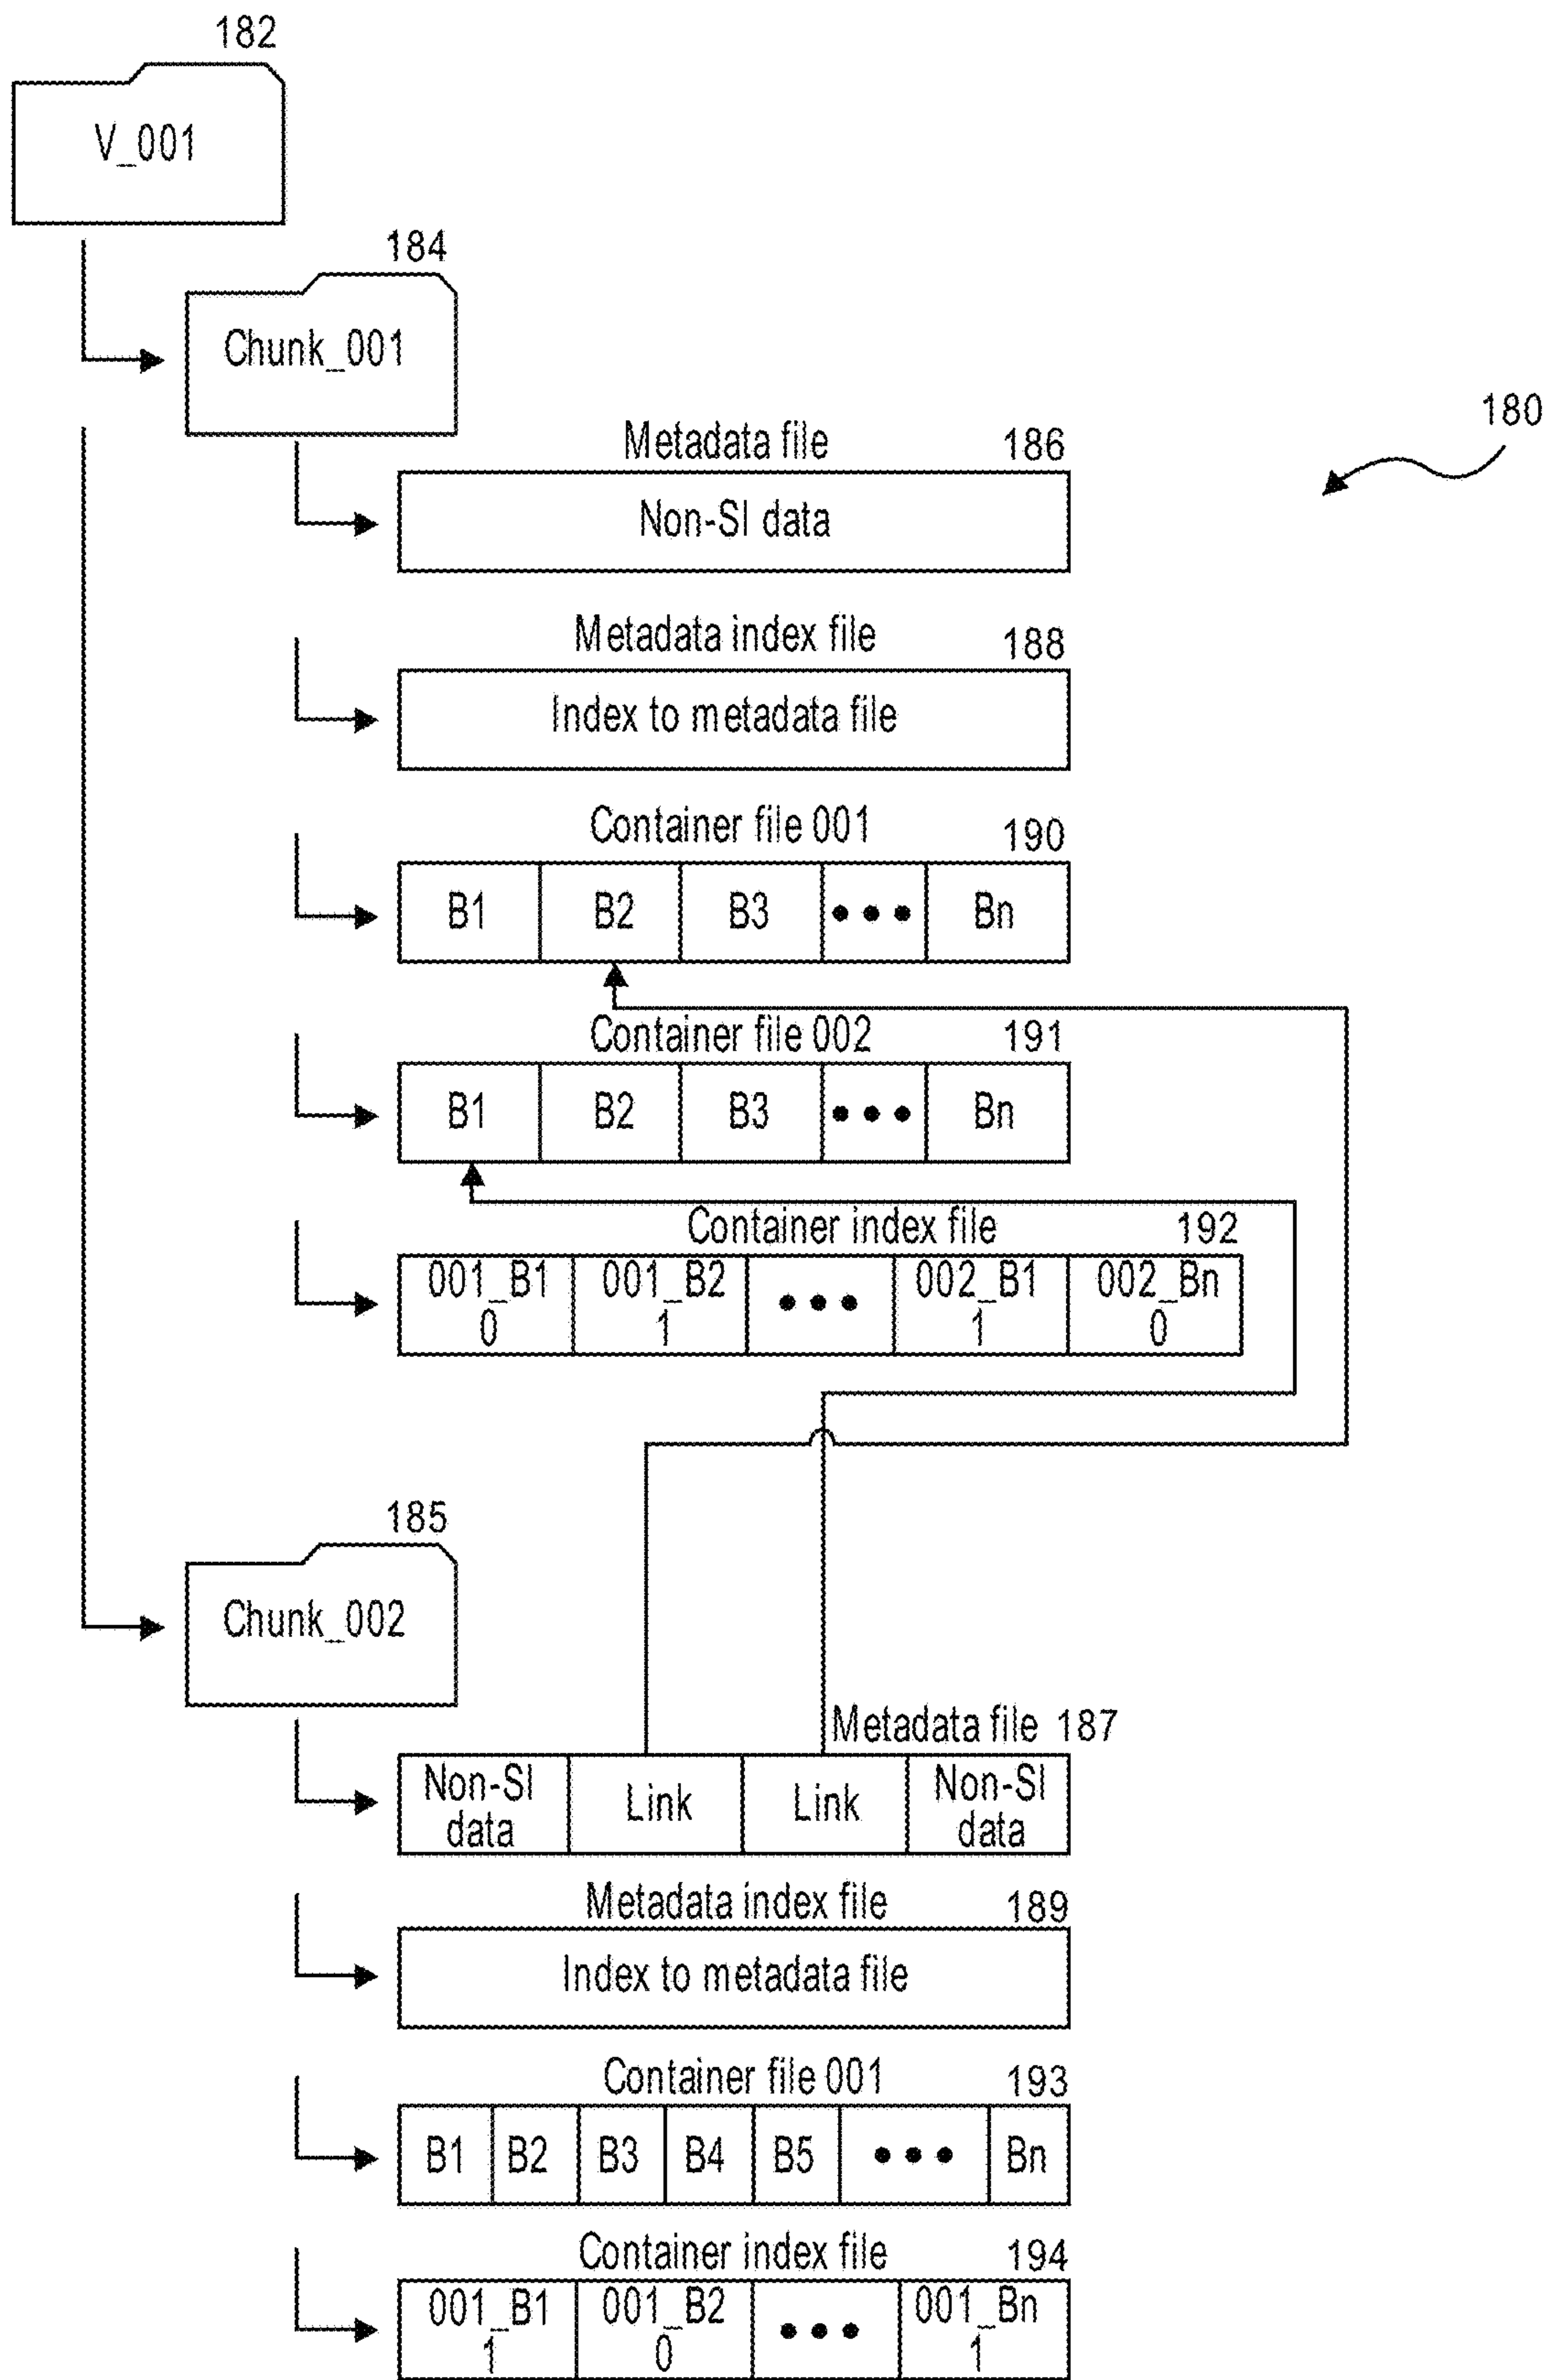 182
V_001
184
Chunk_001
180
Metadata file 186
Non-SI data
Metadata index file 188
Index to metadata file
Container file 001 190
B1 B2 B3 ••• Bn
Container file 002 191
B1 B2 B3 ••• Bn
Container index file 192
001_B1 001_B2 ••• 002_B1 002_Bn
0 1 1 0
185
Chunk_002
Metadata file 187
Non-SI Link Link Non-SI
data data
Metadata index file 189
Index to metadata file
Container file 001 193
B1 B2 B3 B4 B5 ••• Bn
Container index file 194
001_B1 001_B2 ••• 001_Bn
1 0 1